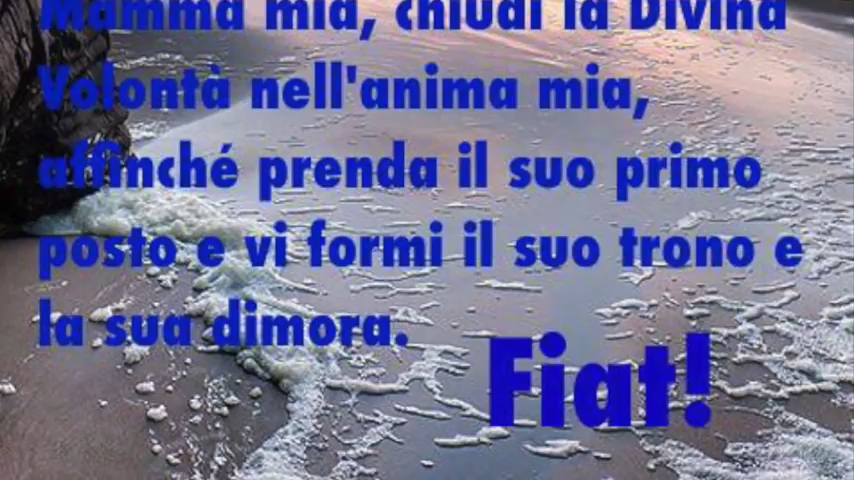 Mamma mia, chiudi la Divina
Volontà nell'anima mia,
affinché prenda il suo primo
posto e vi formi il suo trono e
la sua dimora.
Fiat!